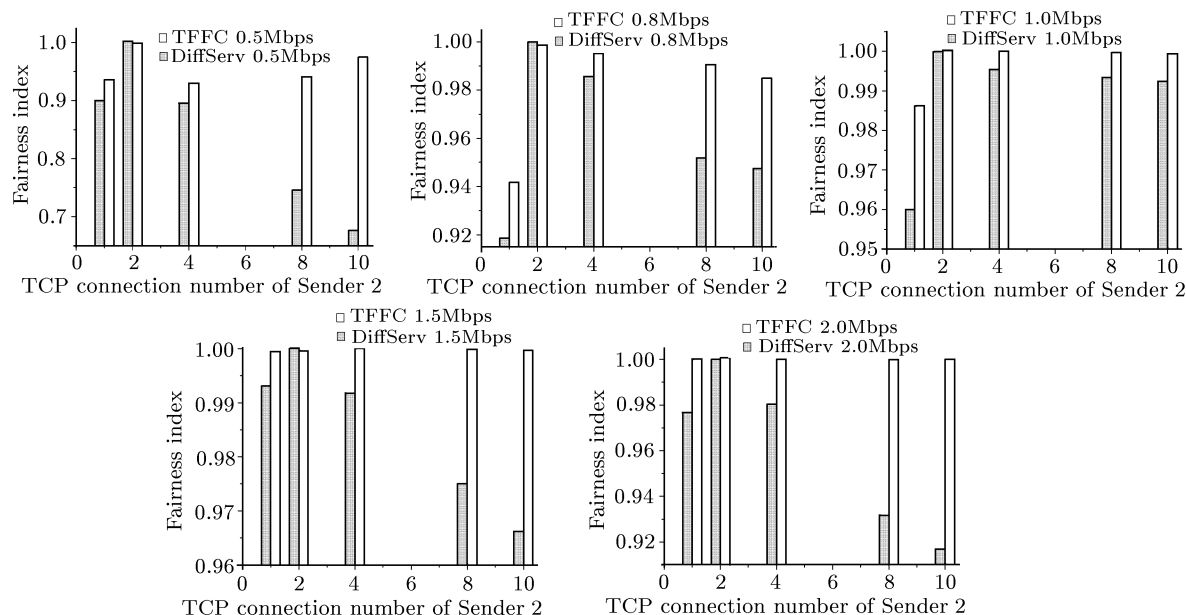 TFFC 0.5Mbps
DiffServ 0.5Mbps
Fairness index
1.0
0.9
0.8
0.7
0 2 4 6 8 10
TCP connection number of Sender 2
TFFC 0.8Mbps
DiffServ 0.8Mbps
Fairness index
1.00
0.98
0.96
0.94
0.92
0 2 4 6 8 10
TCP connection number of Sender 2
TFFC 1.0Mbps
DiffServ 1.0Mbps
Fairness index
1.00
0.99
0.98
0.97
0.96
0.95
0 2 4 6 8 10
TCP connection number of Sender 2
TFFC 1.5Mbps
DiffServ 1.5Mbps
Fairness index
1.00
0.99
0.98
0.97
0.96
0 2 4 6 8 10
TCP connection number of Sender 2
TFFC 2.0Mbps
DiffServ 2.0Mbps
Fairness index
1.00
0.98
0.96
0.94
0.92
0 2 4 6 8 10
TCP connection number of Sender 2